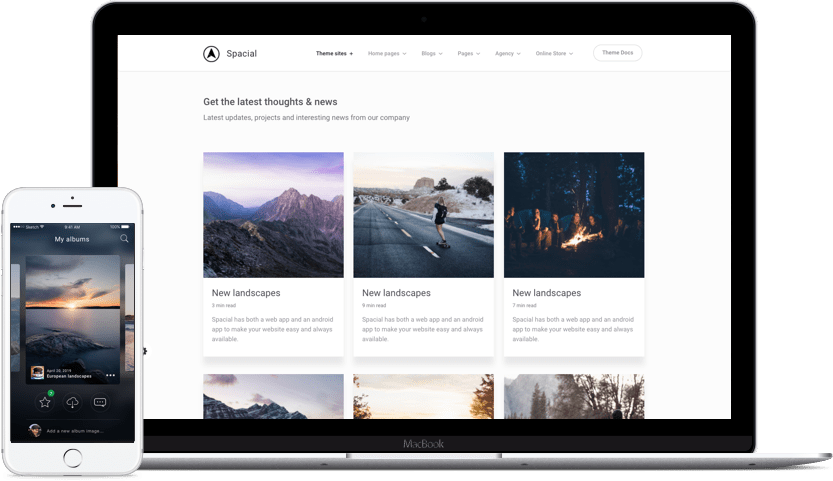 Spacial
Theme sites
Home pages
Blogs
Pages
Agency
Online Store
Theme Docs
Get the latest thoughts & news
Latest updates, projects and interesting news from our company
New landscapes
3 min read
Spacial has both a web app and an android
app to make your website easy and always
available.
New landscapes
9 min read
Spacial has both a web app and an android
app to make your website easy and always
available.
New landscapes
7 min read
Spacial has both a web app and an android
app to make your website easy and always
available.
MacBook
Sketch
9:41 AM
100%
My albums
April 28, 2019
European landscapes
Add a new album image...